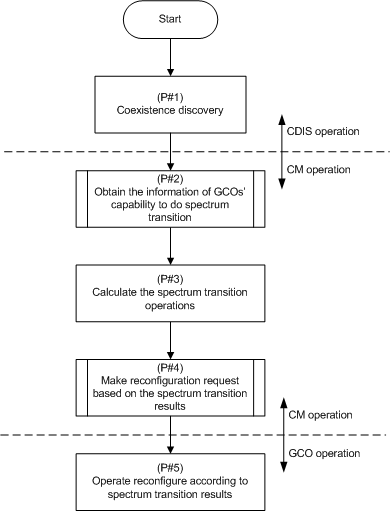 Start
(P#1)
Coexistence discovery
CDIS operation
CM operation
(P#2)
Obtain the information of GCOs'
capability to do spectrum
transition
(P#3)
Calculate the spectrum transition
operations
(P#4)
Make reconfiguration request
based on the spectrum transition
results
CM operation
GCO operation
(P#5)
Operate reconfigure according to
spectrum transition results